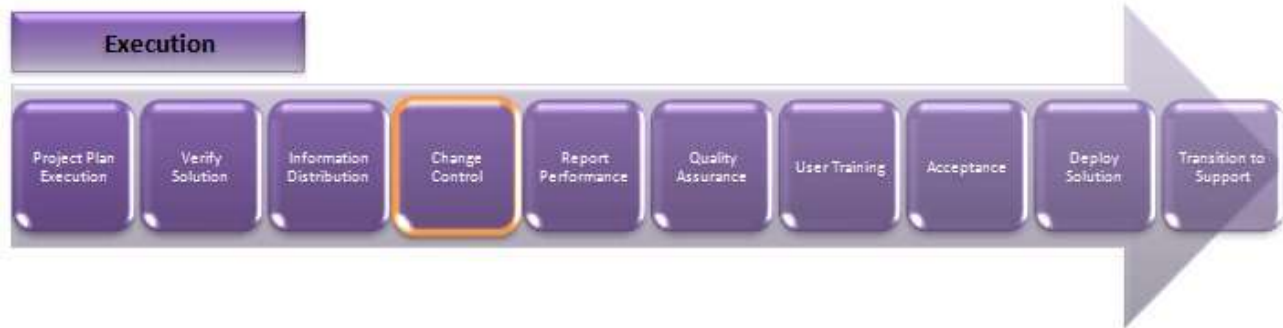 Execution
Project Plan
Execution
Verify
Solution
Information
Distribution
Change
Control
Report
Performance
Quality
Assurance
User Training
Acceptance
Deploy
Solution
Transition to
Support